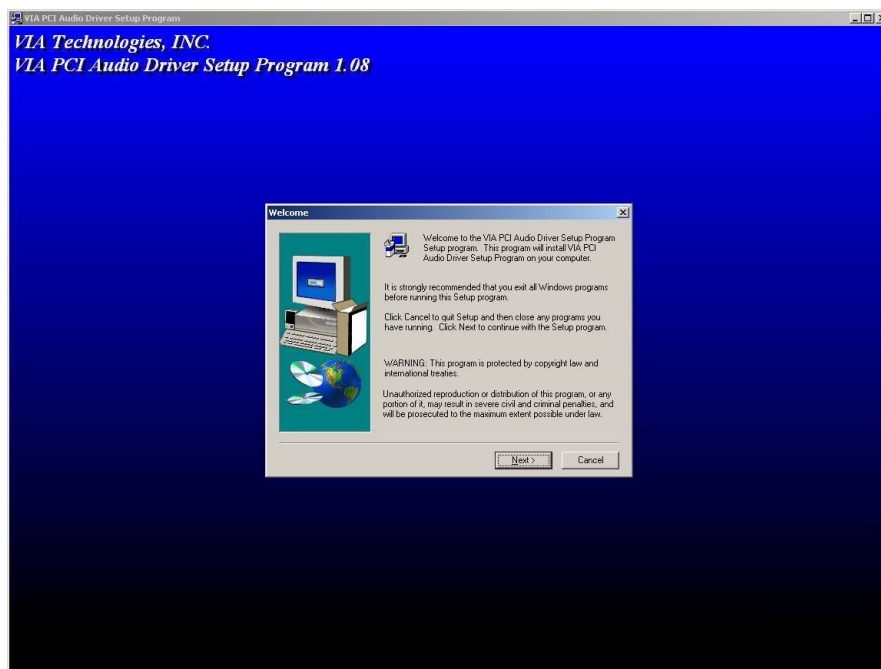 VIA PCI Audio Driver Setup Program
VIA Technologies, INC.
VIA PCI Audio Driver Setup Program 1.08
Welcome
Welcome to the VIA PCI Audio Driver Setup Program
Setup program. This program will install VIA PCI
Audio Driver Setup Program on your computer.
It is strongly recommended that you exit all Windows programs
before running this Setup program.
Click Cancel to quit Setup and then close any programs you
have running. Click Next to continue with the Setup program.
WARNING: This program is protected by copyright law and
international treaties.
Unauthorized reproduction or distribution of this program, or any
portion of it, may result in severe civil and criminal penalties, and
will be prosecuted to the maximum extent possible under law.
Next >
Cancel